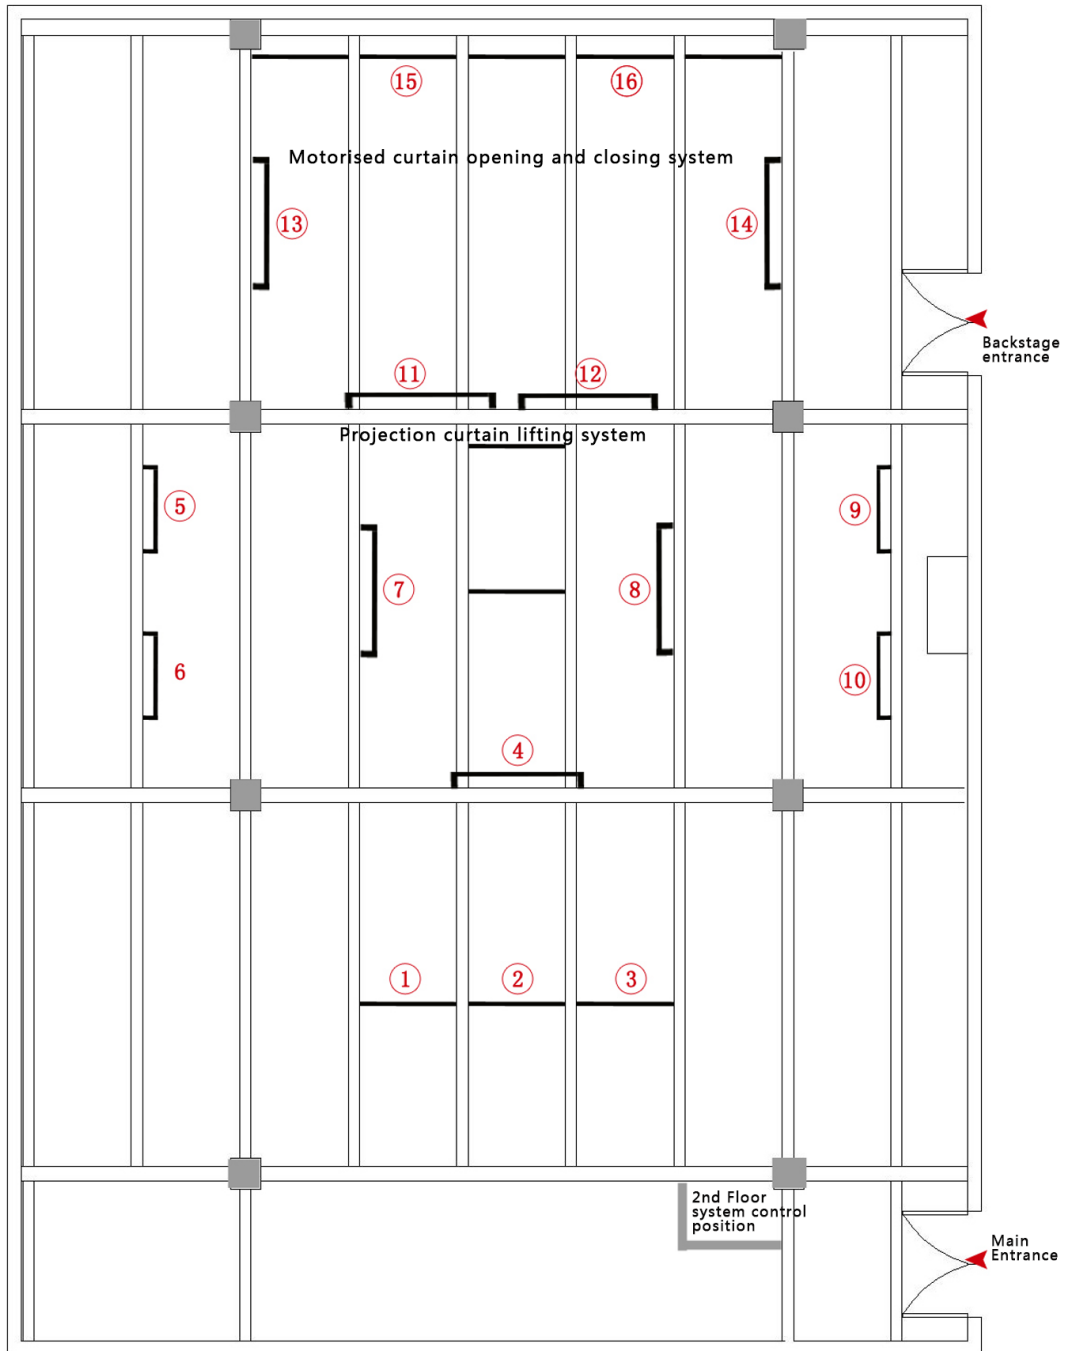 ⑮ ⑯
Motorised curtain opening and closing system
⑬ ⑭
Backstage
entrance
⑪ ⑫
Projection curtain lifting system
⑤ ⑨
⑦ ⑧
6 ⑩
④
① ② ③
2nd Floor
system control
position
Main
Entrance